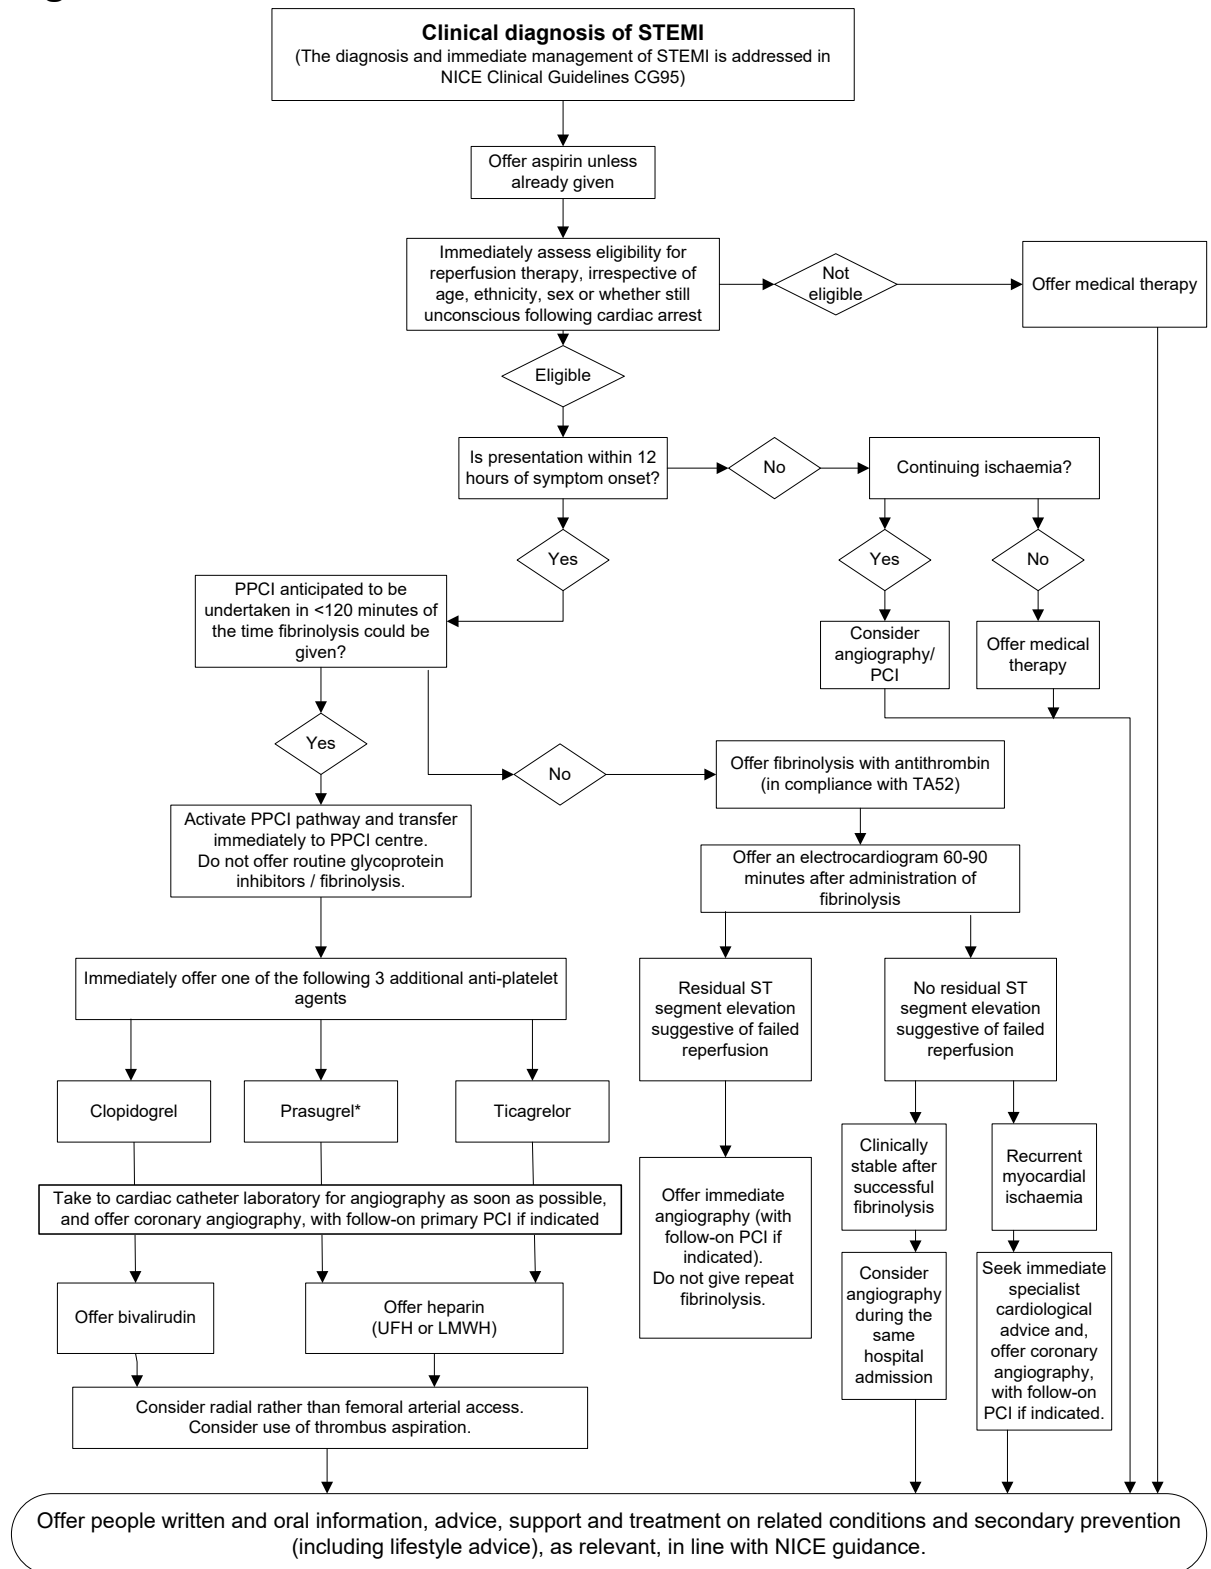 Clinical diagnosis of STEMI
(The diagnosis and immediate management of STEMI is addressed in
NICE Clinical Guidelines CG95)
Offer aspirin unless
already given
Immediately assess eligibility for
reperfusion therapy, irrespective of
age, ethnicity, sex or whether still
unconscious following cardiac arrest
Not
eligible
Offer medical therapy
Eligible
Is presentation within 12
hours of symptom onset?
No
Continuing ischaemia?
Yes
Yes
No
PPCI anticipated to be
undertaken in <120 minutes of
the time fibrinolysis could be
given?
Consider
angiography/
PCI
Offer medical
therapy
Yes
No
Offer fibrinolysis with antithrombin
(in compliance with TA52)
Activate PPCI pathway and transfer
immediately to PPCI centre.
Do not offer routine glycoprotein
inhibitors / fibrinolysis.
Offer an electrocardiogram 60-90
minutes after administration of
fibrinolysis
Immediately offer one of the following 3 additional anti-platelet
agents
Residual ST
segment elevation
suggestive of failed
reperfusion
No residual ST
segment elevation
suggestive of failed
reperfusion
Clopidogrel
Prasugrel*
Ticagrelor
Clinically
stable after
successful
fibrinolysis
Recurrent
myocardial
ischaemia
Take to cardiac catheter laboratory for angiography as soon as possible,
and offer coronary angiography, with follow-on primary PCI if indicated
Offer immediate
angiography (with
follow-on PCI if
indicated).
Do not give repeat
fibrinolysis.
Consider
angiography
during the
same
hospital
admission
Seek immediate
specialist
cardiological
advice and,
offer coronary
angiography,
with follow-on
PCI if indicated.
Offer bivalirudin
Offer heparin
(UFH or LMWH)
Consider radial rather than femoral arterial access.
Consider use of thrombus aspiration.
Offer people written and oral information, advice, support and treatment on related conditions and secondary prevention
(including lifestyle advice), as relevant, in line with NICE guidance.